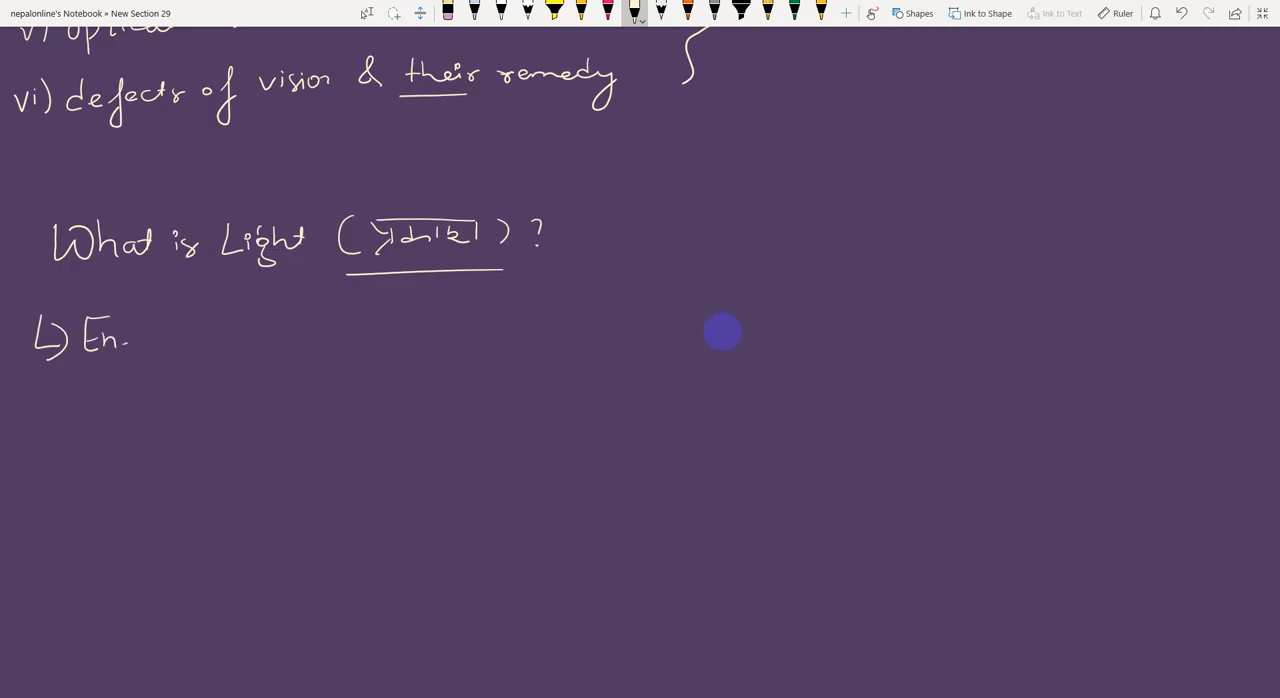 nepalonline's Notebook » New Section 29
Shapes Ink to Shape Ink to Text Ruler
v) optical
vi) defects of vision & their remedy
What is Light (प्रकाश) ?
↳ En.